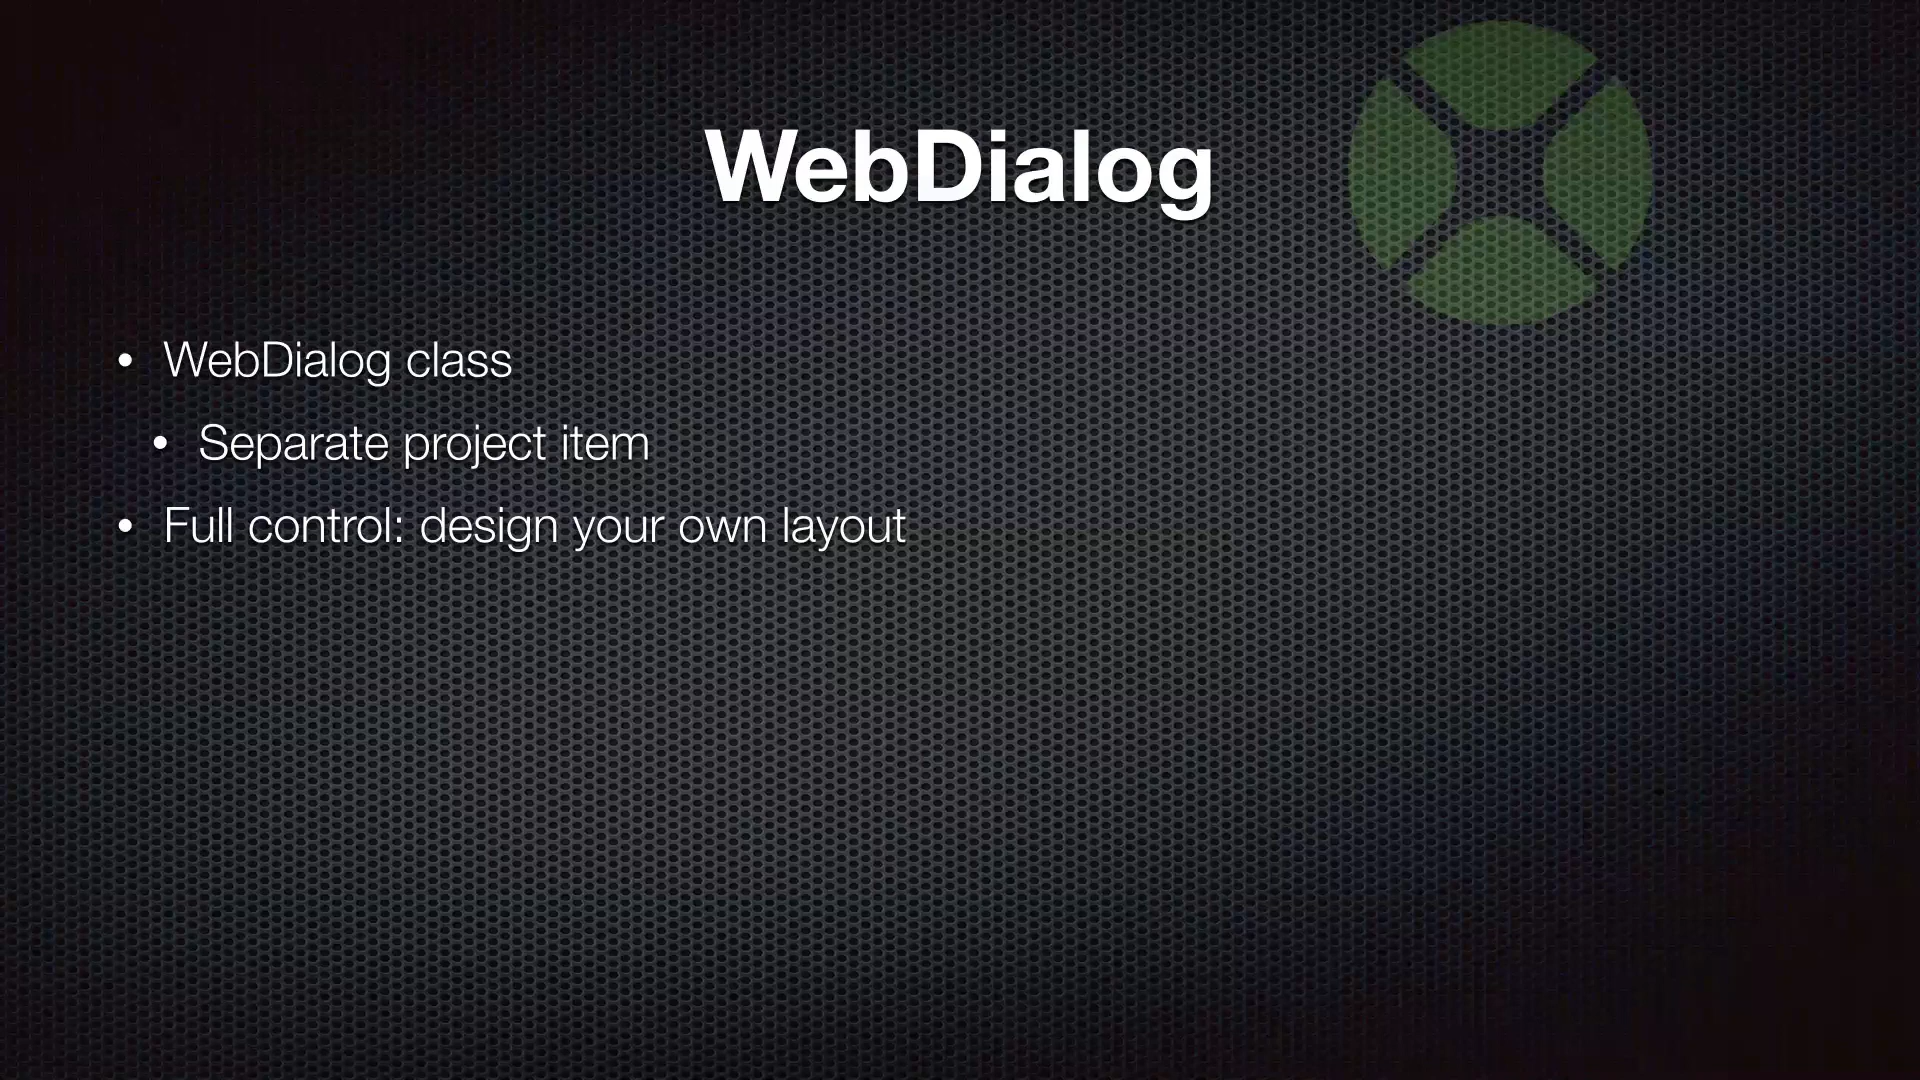 WebDialog
• WebDialog class
• Separate project item
• Full control: design your own layout